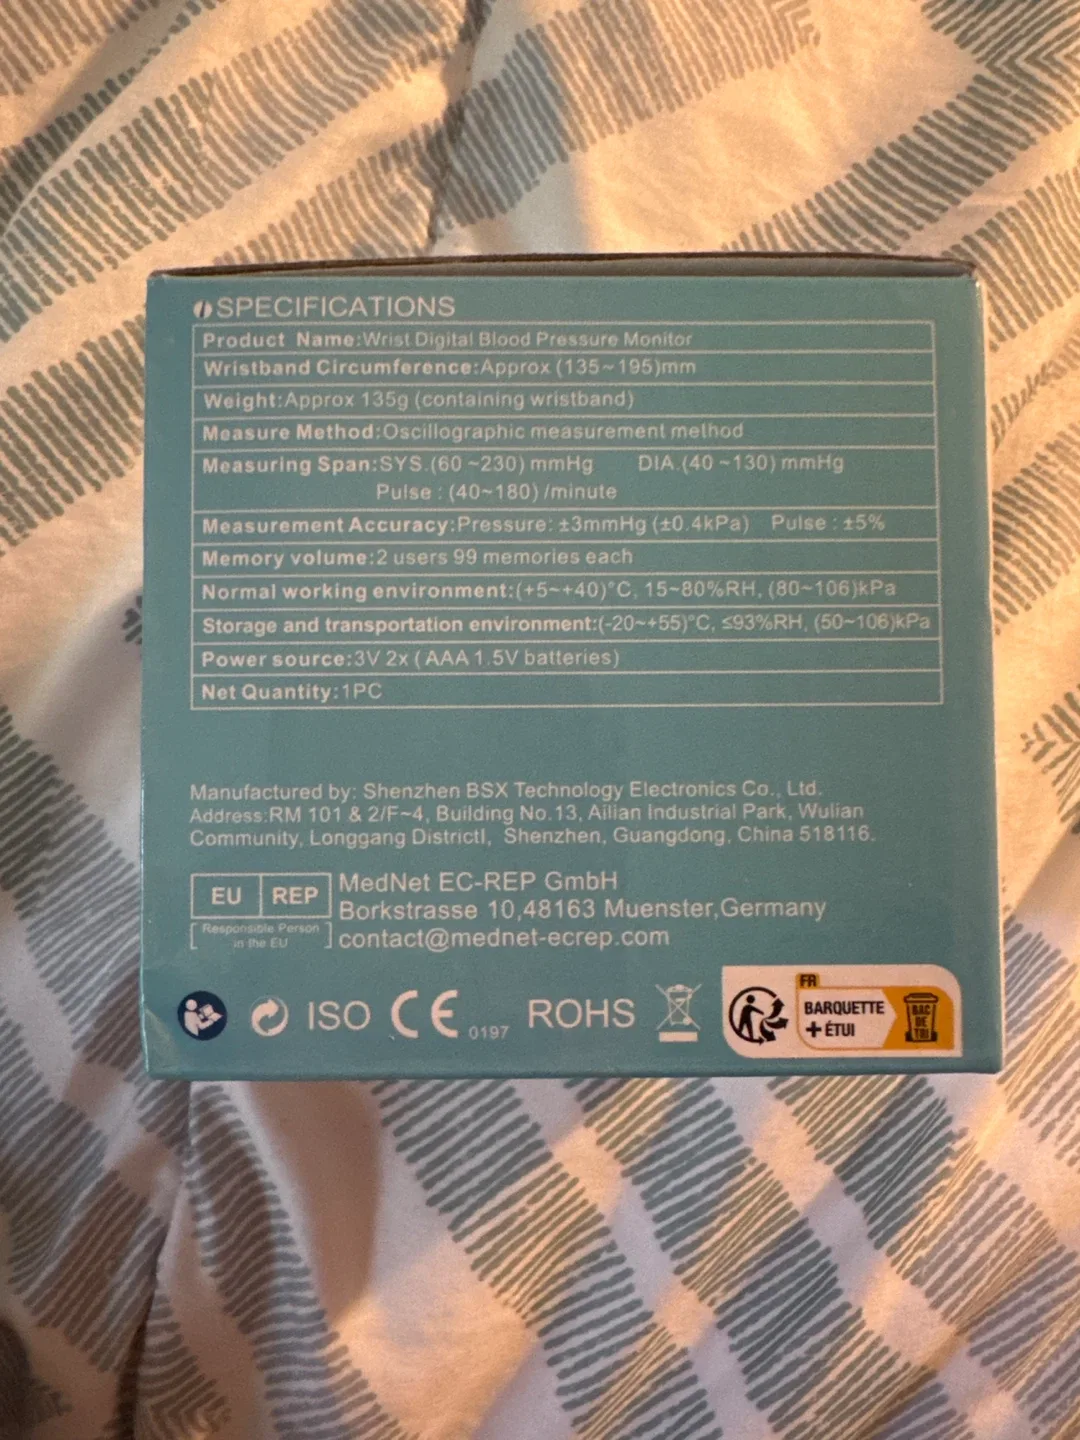 SPECIFICATIONS
Product Name:Wrist Digital Blood Pressure Monitor
Wristband Circumference:Approx (135~195)mm
Weight:Approx 135g (containing wristband)
Measure Method:Oscillographic measurement method
Measuring Span:SYS.(60 ~230) mmHg DIA.(40 ~130) mmHg
Pulse : (40~180) /minute
Measurement Accuracy:Pressure: ±3mmHg (±0.4kPa) Pulse : ±5%
Memory volume:2 users 99 memories each
Normal working environment:(+5~+40)°C, 15~80%RH, (80~106)kPa
Storage and transportation environment:(-20~+55)°C, ≤93%RH, (50~106)kPa
Power source:3V 2x ( AAA 1.5V batteries)
Net Quantity:1PC
Manufactured by: Shenzhen BSX Technology Electronics Co., Ltd.
Address:RM 101 & 2/F~4, Building No.13, Ailian Industrial Park, Wulian
Community, Longgang Districtl, Shenzhen, Guangdong, China 518116.
EU REP MedNet EC-REP GmbH
Borkstrasse 10,48163 Muenster,Germany
Responsible Person
in the EU
contact@mednet-ecrep.com
ISO CE 0197 ROHS
FR
BARQUETTE
+ ÉTUI
BAC
DE
TRI